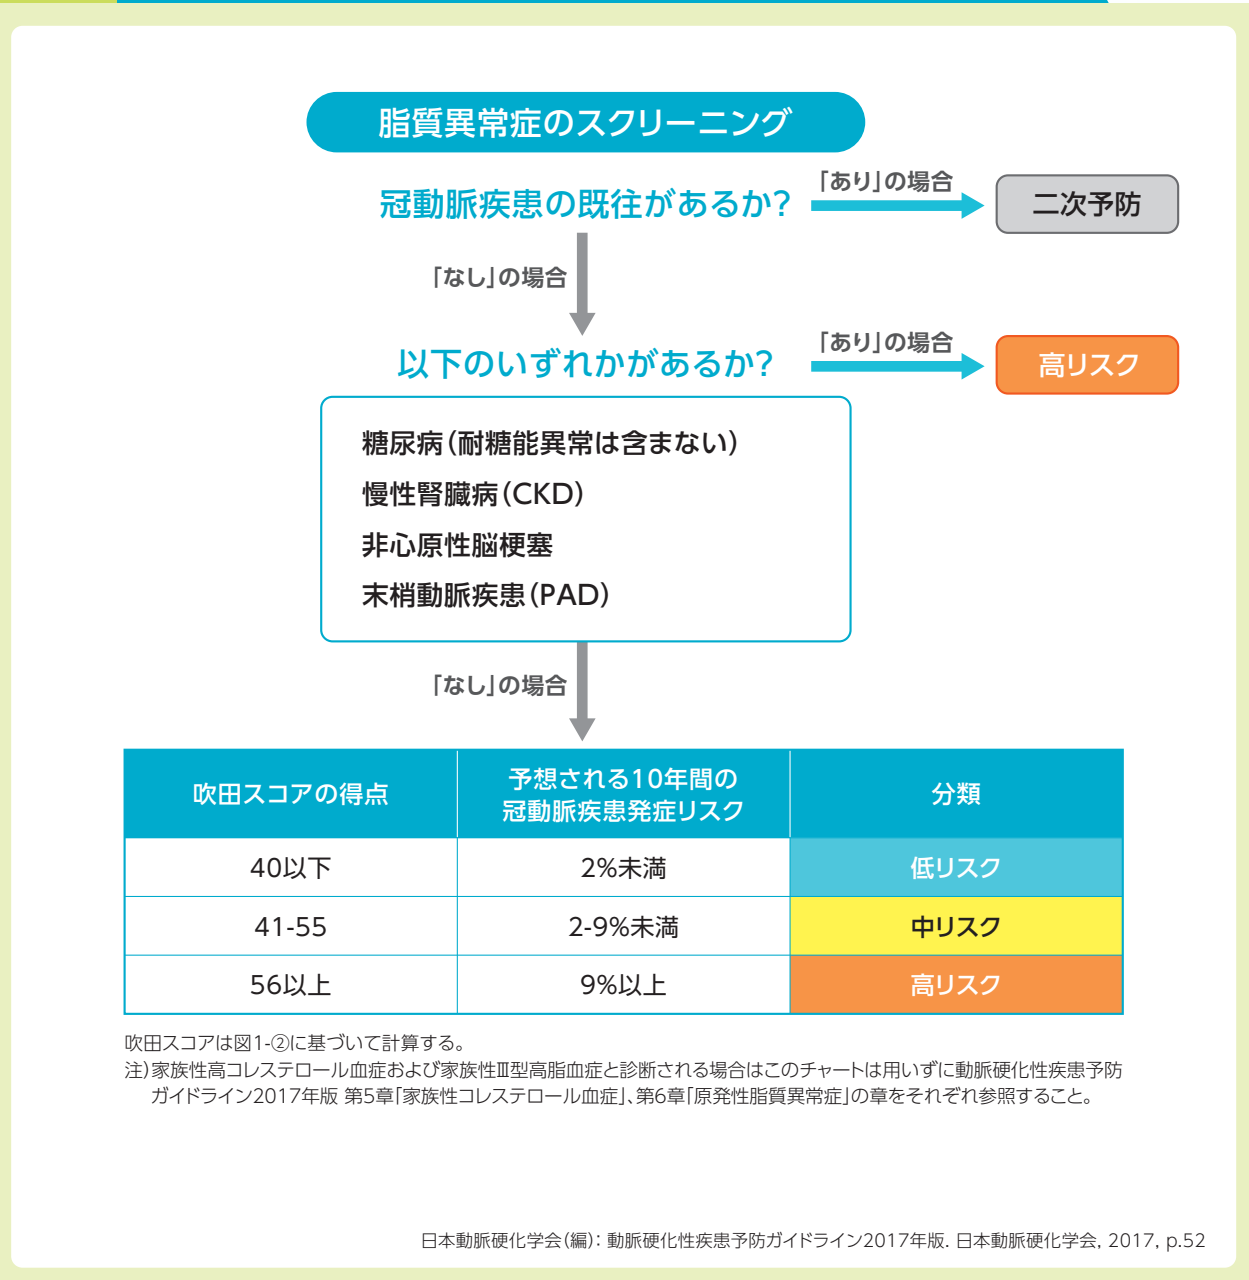 脂質異常症のスクリーニング
冠動脈疾患の既往があるか?
「あり」の場合
二次予防
「なし」の場合
以下のいずれかがあるか?
「あり」の場合
高リスク
糖尿病(耐糖能異常は含まない)
慢性腎臓病(CKD)
非心原性脳梗塞
末梢動脈疾患(PAD)
「なし」の場合
吹田スコアの得点
予想される10年間の
冠動脈疾患発症リスク
分類
40以下
2%未満
低リスク
41-55
2-9%未満
中リスク
56以上
9%以上
高リスク
吹田スコアは図1-②に基づいて計算する。
注)家族性高コレステロール血症および家族性Ⅲ型高脂血症と診断される場合はこのチャートは用いずに動脈硬化性疾患予防
ガイドライン2017年版 第5章「家族性コレステロール血症」、第6章「原発性脂質異常症」の章をそれぞれ参照すること。
日本動脈硬化学会(編): 動脈硬化性疾患予防ガイドライン2017年版. 日本動脈硬化学会, 2017, p.52